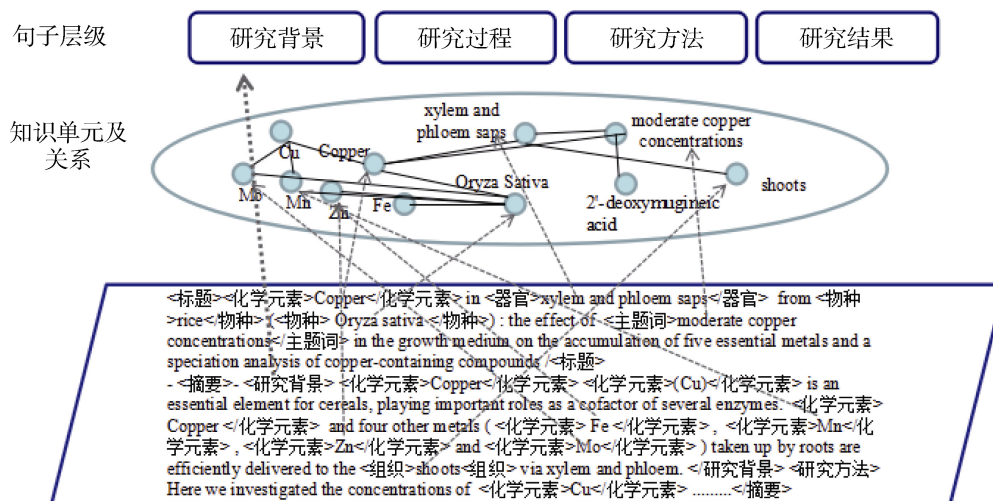 句子层级
研究背景
研究过程
研究方法
研究结果
知识单元及
关系
xylem and
phloem saps
moderate copper
concentrations
Cu
Copper
Mo
Mn
Zn
Fe
Oryza Sativa
2'-deoxymugineic
acid
shoots
<标题><化学元素>Copper</化学元素> in <器官>xylem and phloem saps</器官> from <物种
>rice</物种> (<物种> Oryza sativa </物种>) : the effect of <主题词>moderate copper
concentrations</主题词> in the growth medium on the accumulation of five essential metals and a
speciation analysis of copper-containing compounds /<标题>
- <摘要>- <研究背景> <化学元素>Copper</化学元素> <化学元素>(Cu)</化学元素> is an
essential element for cereals, playing important roles as a cofactor of several enzymes. <化学元素>
Copper </化学元素> and four other metals ( <化学元素> Fe </化学元素> , <化学元素>Mn</化
学元素> , <化学元素>Zn</化学元素> and <化学元素>Mo</化学元素> ) taken up by roots are
efficiently delivered to the <组织>shoots<组织> via xylem and phloem. </研究背景> <研究方法>
Here we investigated the concentrations of <化学元素>Cu</化学元素> .........</摘要>